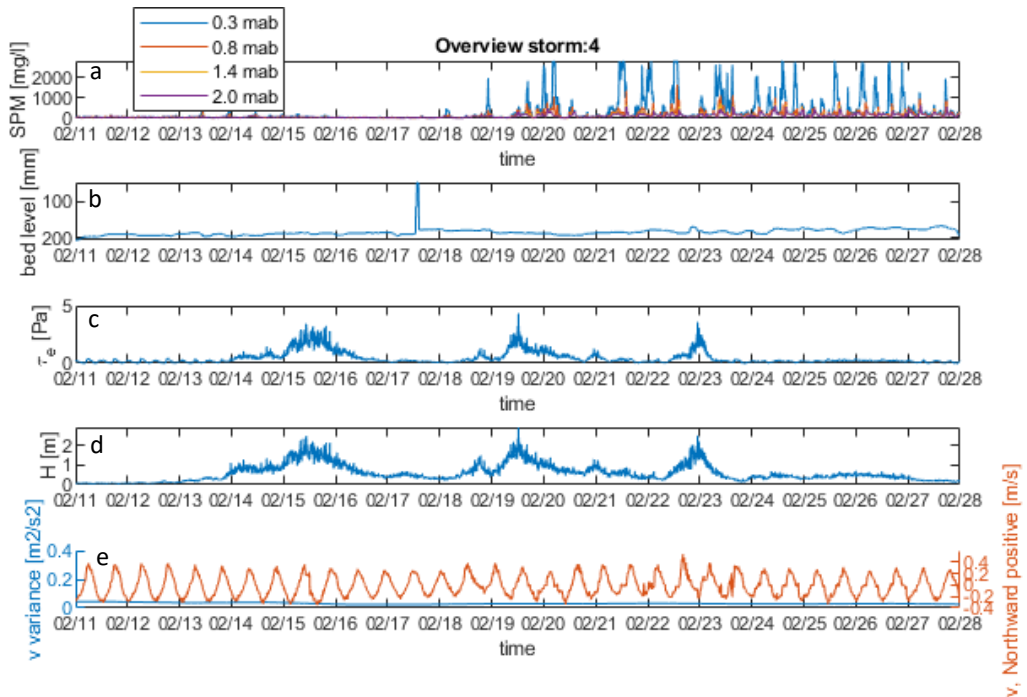 0.3 mab
0.8 mab
1.4 mab
2.0 mab
Overview storm:4
a
SPM [mg/l]
2000
1000
0
02/11 02/12 02/13 02/14 02/15 02/16 02/17 02/18 02/19 02/20 02/21 02/22 02/23 02/24 02/25 02/26 02/27 02/28
time
b
bed level [mm]
100
200
02/11 02/12 02/13 02/14 02/15 02/16 02/17 02/18 02/19 02/20 02/21 02/22 02/23 02/24 02/25 02/26 02/27 02/28
c
τe [Pa]
5
0
02/11 02/12 02/13 02/14 02/15 02/16 02/17 02/18 02/19 02/20 02/21 02/22 02/23 02/24 02/25 02/26 02/27 02/28
time
d
H [m]
2
1
0
02/11 02/12 02/13 02/14 02/15 02/16 02/17 02/18 02/19 02/20 02/21 02/22 02/23 02/24 02/25 02/26 02/27 02/28
time
e
v variance [m2/s2]
0.4
0.2
0
0.4
0.2
0
-0.2
-0.4
v, Northward positive [m/s]
02/11 02/12 02/13 02/14 02/15 02/16 02/17 02/18 02/19 02/20 02/21 02/22 02/23 02/24 02/25 02/26 02/27 02/28
time